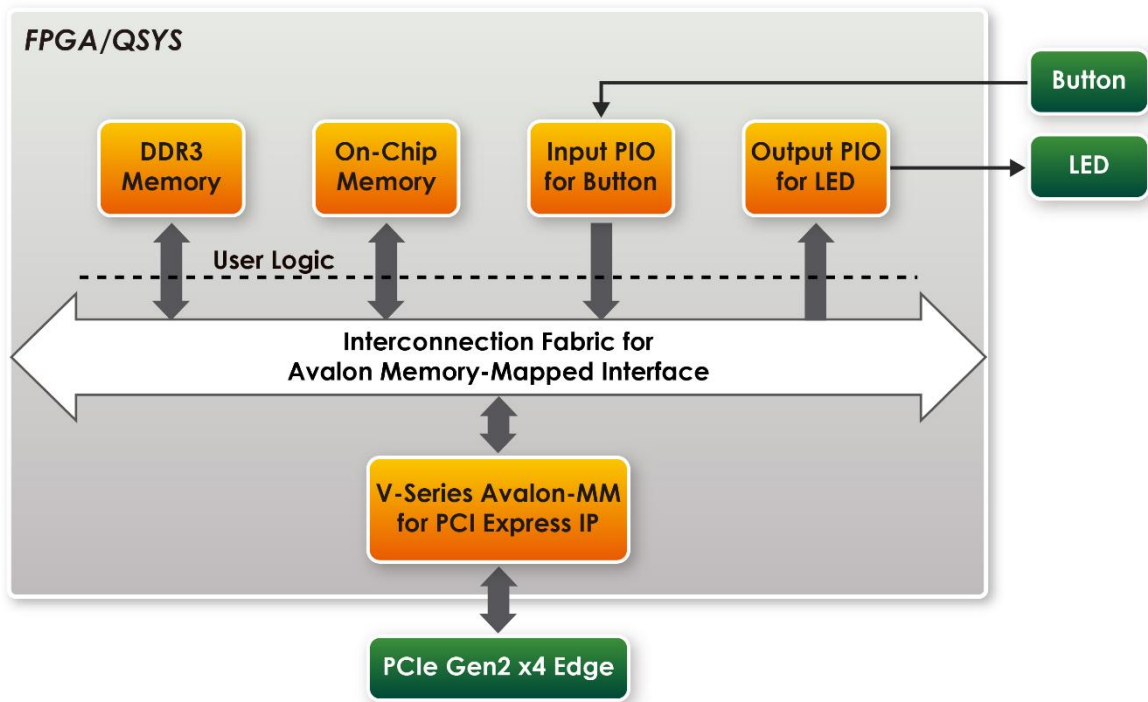 FPGA/QSYS
Button
DDR3
Memory
On-Chip
Memory
Input PIO
for Button
Output PIO
for LED
LED
User Logic
Interconnection Fabric for
Avalon Memory-Mapped Interface
V-Series Avalon-MM
for PCI Express IP
PCIe Gen2 x4 Edge